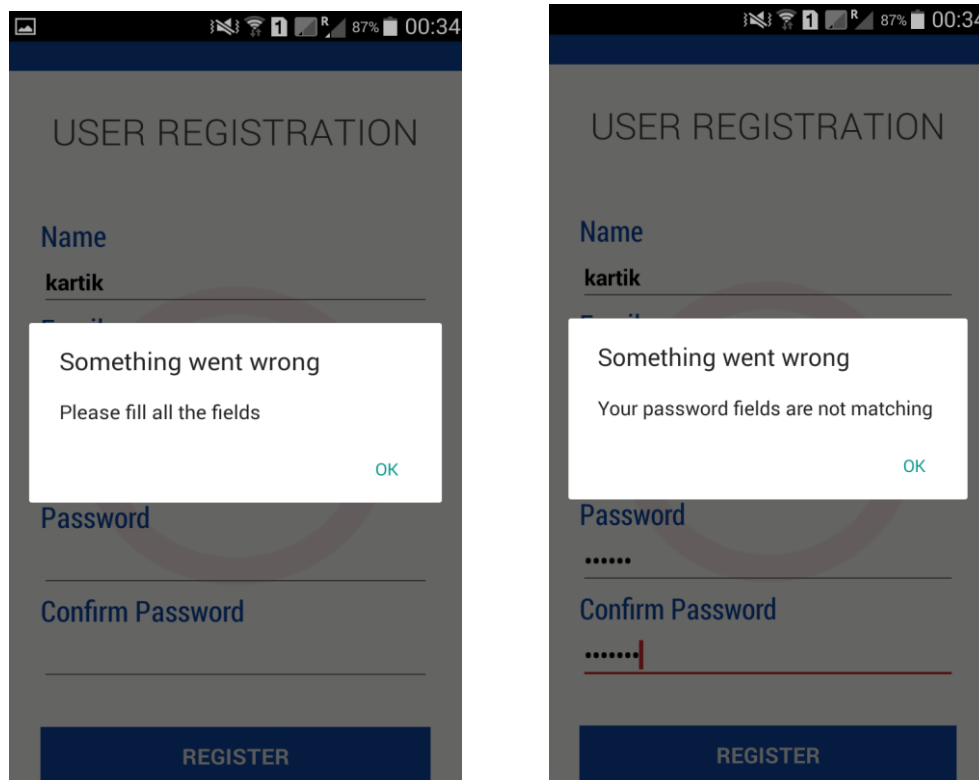 87% 00:34
USER REGISTRATION
Name
kartik
Something went wrong
Please fill all the fields
OK
Password
Confirm Password
REGISTER
87% 00:34
USER REGISTRATION
Name
kartik
Something went wrong
Your password fields are not matching
OK
Password
••••••
Confirm Password
•••••••
REGISTER